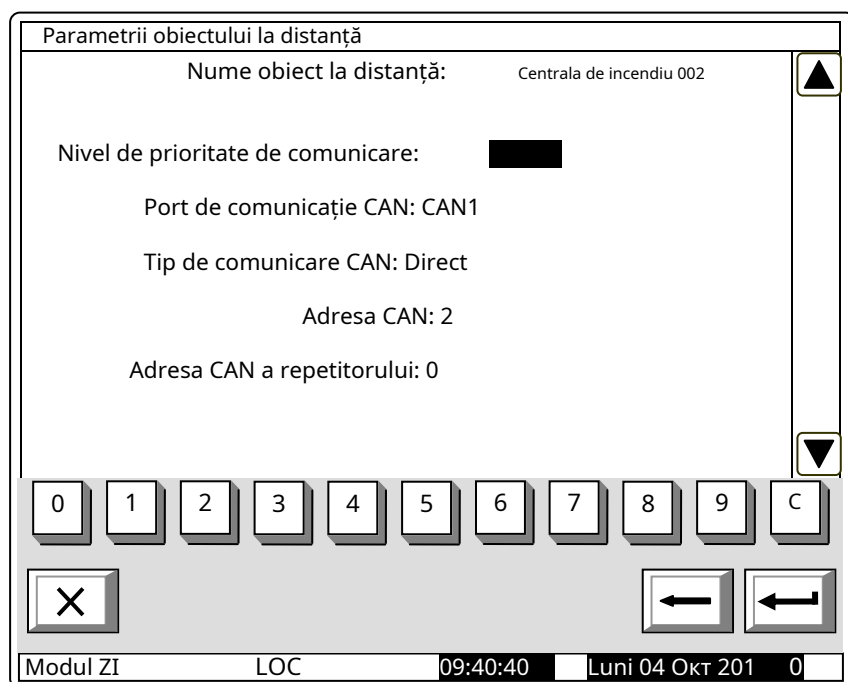 Parametrii obiectului la distanță
Nume obiect la distanță: Centrala de incendiu 002
Nivel de prioritate de comunicare:
Port de comunicație CAN: CAN1
Tip de comunicare CAN: Direct
Adresa CAN: 2
Adresa CAN a repetitorului: 0
0 1 2 3 4 5 6 7 8 9 C
Modul ZI LOC 09:40:40 Luni 04 Окт 201 0